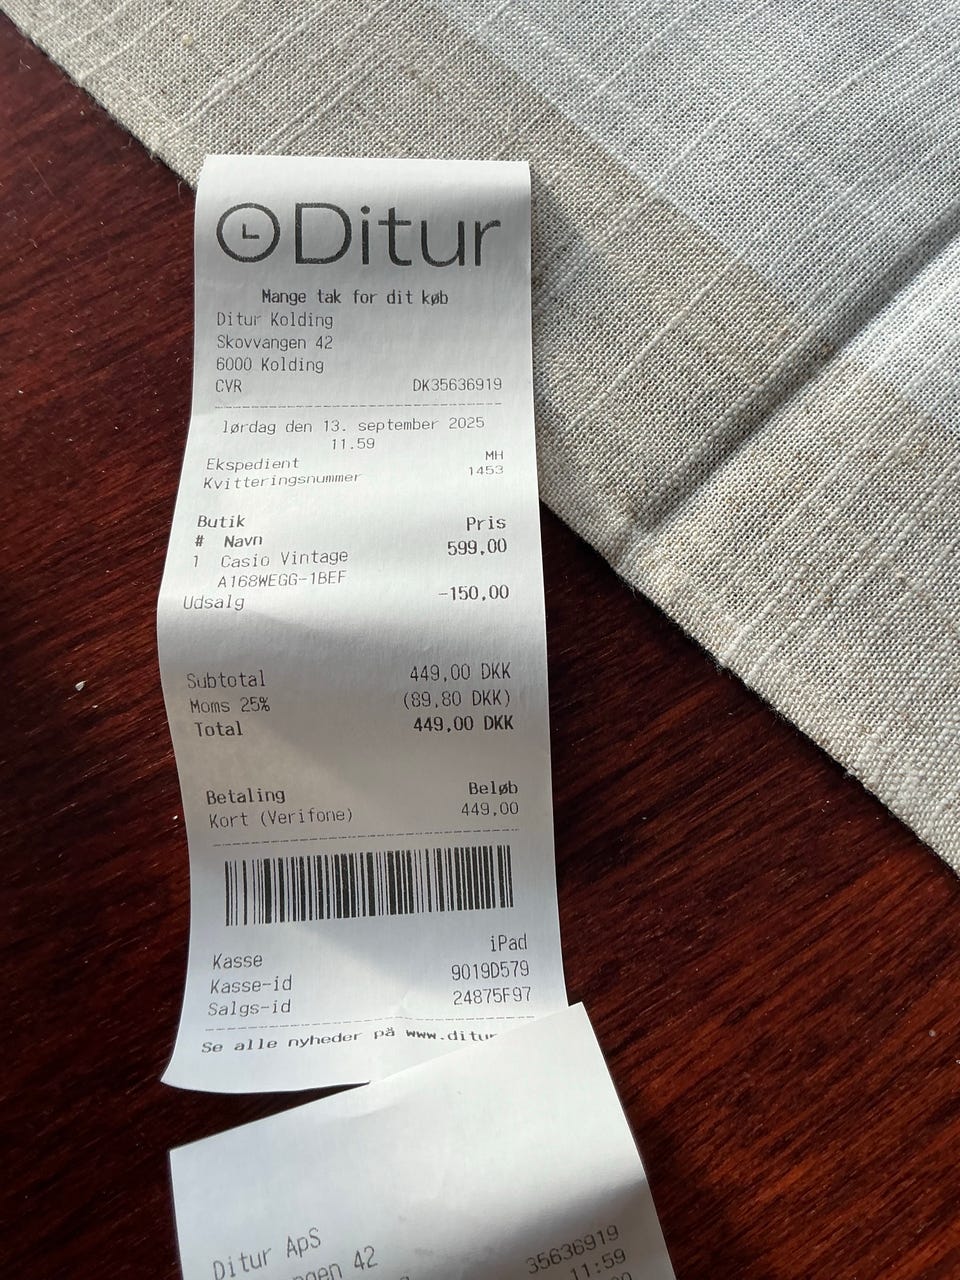 Ditur
Mange tak for dit køb
Ditur Kolding
Skovvangen 42
6000 Kolding
CVR DK35636919
lørdag den 13. september 2025
11.59
Ekspedient MH
Kvitteringsnummer 1453
Butik Pris
# Navn
1 Casio Vintage 599,00
A168WEGG-1BEF
Udsalg -150,00
Subtotal 449,00 DKK
Moms 25% (89,80 DKK)
Total 449,00 DKK
Betaling Beløb
Kort (Verifone) 449,00
Kasse iPad
Kasse-id 9019D579
Salgs-id 24875F97
Se alle nyheder på www.ditur
Ditur ApS 35636919
ngen 42 11:59